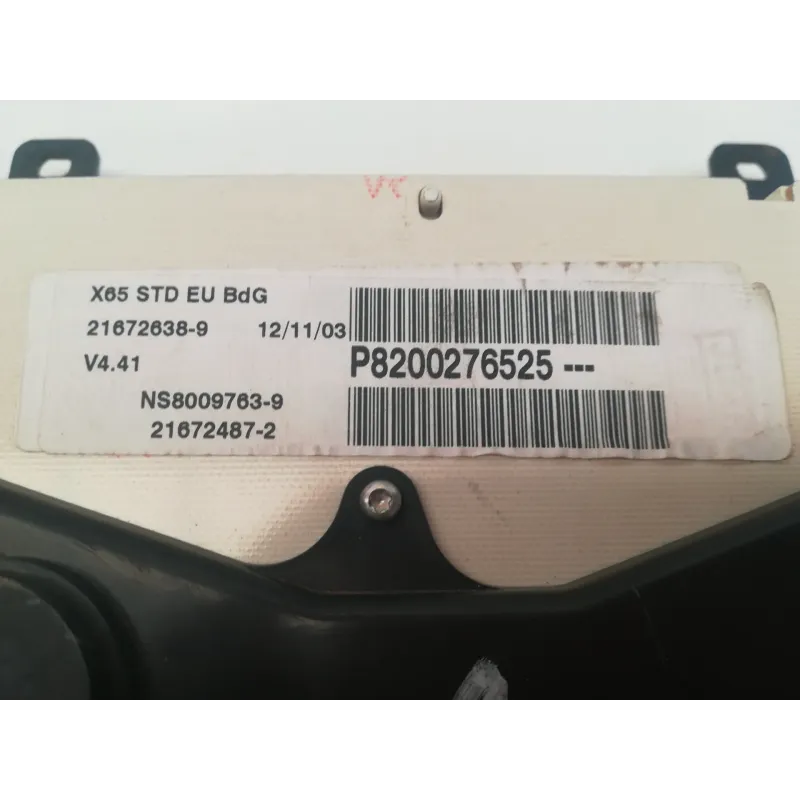 X65 STD EU BdG
21672638-9 12/11/03
V4.41
P8200276525 ---
NS8009763-9
21672487-2